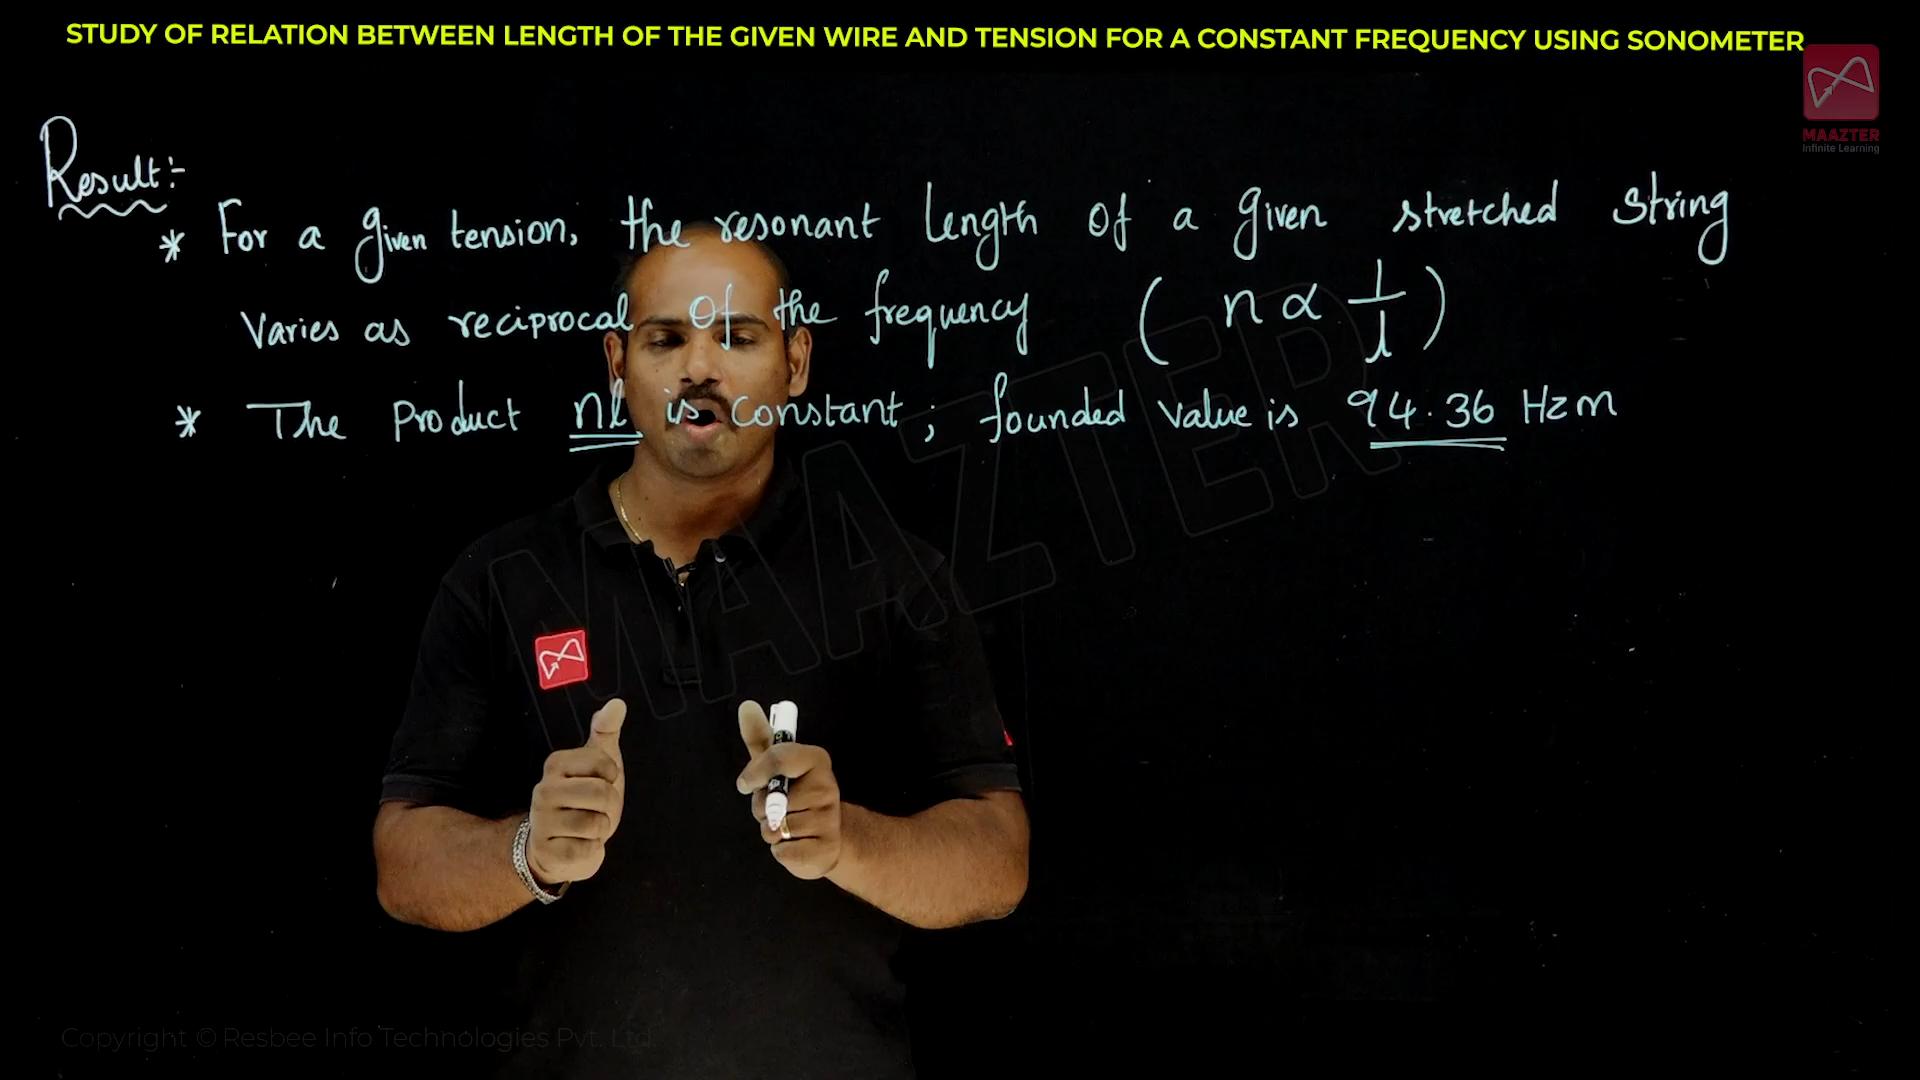 STUDY OF RELATION BETWEEN LENGTH OF THE GIVEN WIRE AND TENSION FOR A CONSTANT FREQUENCY USING SONOMETER
MAAZTER
Infinite Learning
Result:-
* For a given tension, the resonant length of a given stretched string
varies as reciprocal of the frequency ( n ∝ 1/l )
* The product nl is constant; founded value is 94.36 Hzm
MAAZTER
Copyright © Resbee Info Technologies Pvt. Ltd.